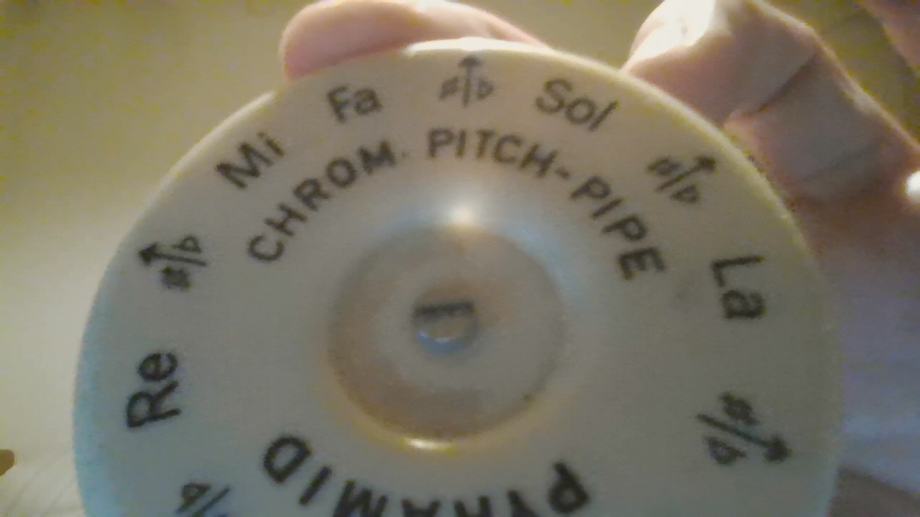 Re #/b Mi Fa #/b Sol #/b La #/b
CHROM. PITCH-PIPE
PYRAMID